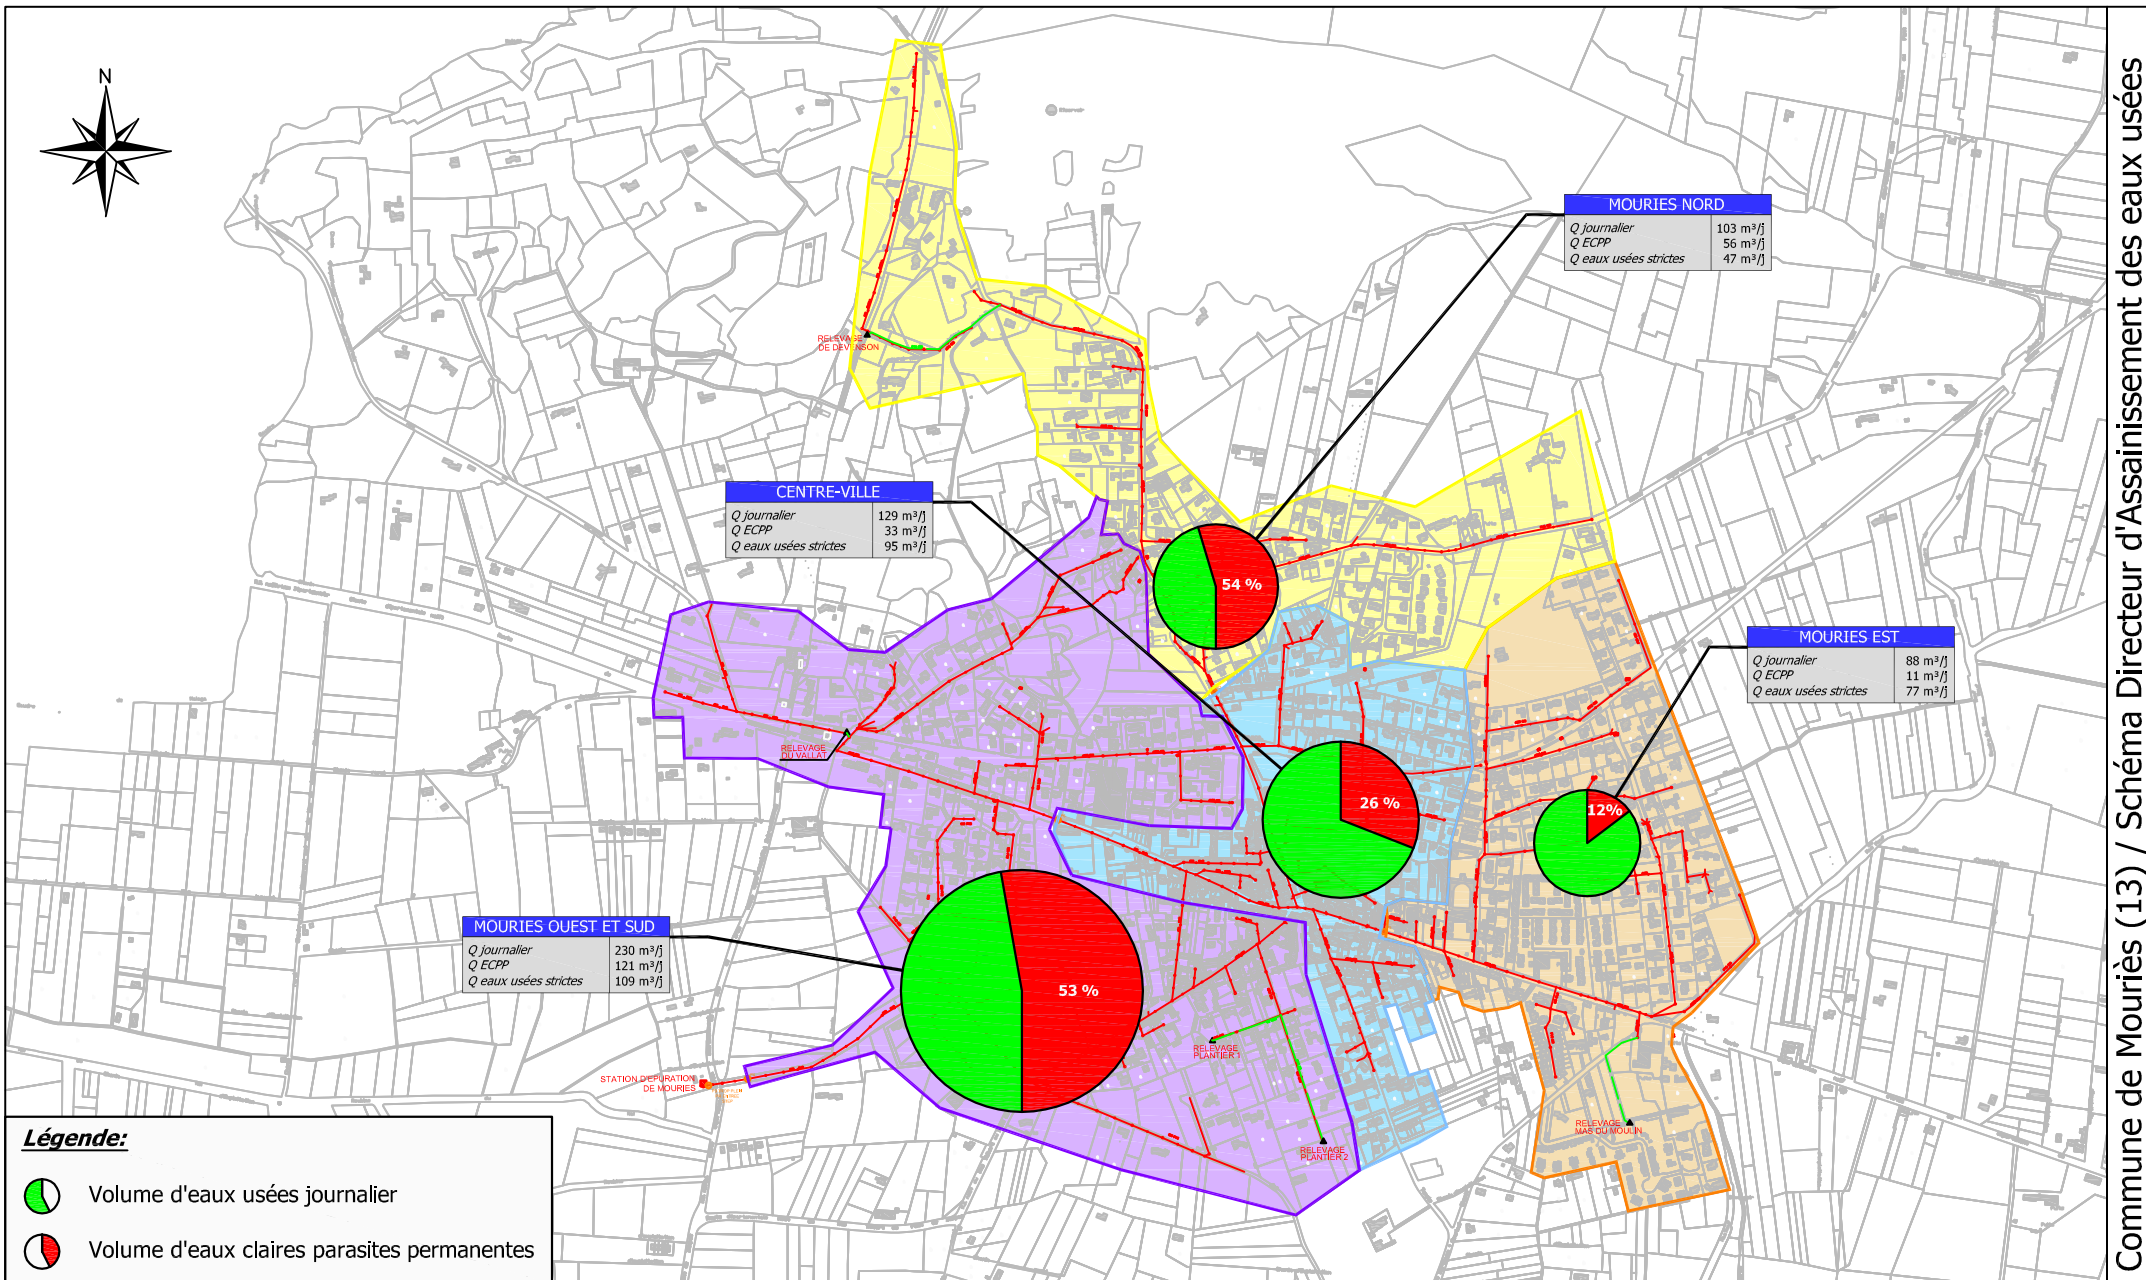 N
MOURIES NORD
Q journalier 103 m³/j
Q ECPP 56 m³/j
Q eaux usées strictes 47 m³/j
RELEVAGE
DE DEVENSON
CENTRE-VILLE
Q journalier 129 m³/j
Q ECPP 33 m³/j
Q eaux usées strictes 95 m³/j
54 %
MOURIES EST
Q journalier 88 m³/j
Q ECPP 11 m³/j
Q eaux usées strictes 77 m³/j
RELEVAGE
DU VALLAT
26 %
12%
MOURIES OUEST ET SUD
Q journalier 230 m³/j
Q ECPP 121 m³/j
Q eaux usées strictes 109 m³/j
53 %
RELEVAGE
PLANTIER 1
STATION D'EPURATION
DE MOURIES
RELEVAGE
MAS DU MOULIN
RELEVAGE
PLANTIER 2
Légende:
Volume d'eaux usées journalier
Volume d'eaux claires parasites permanentes
Commune de Mouriès (13) / Schéma Directeur d'Assainissement des eaux usées